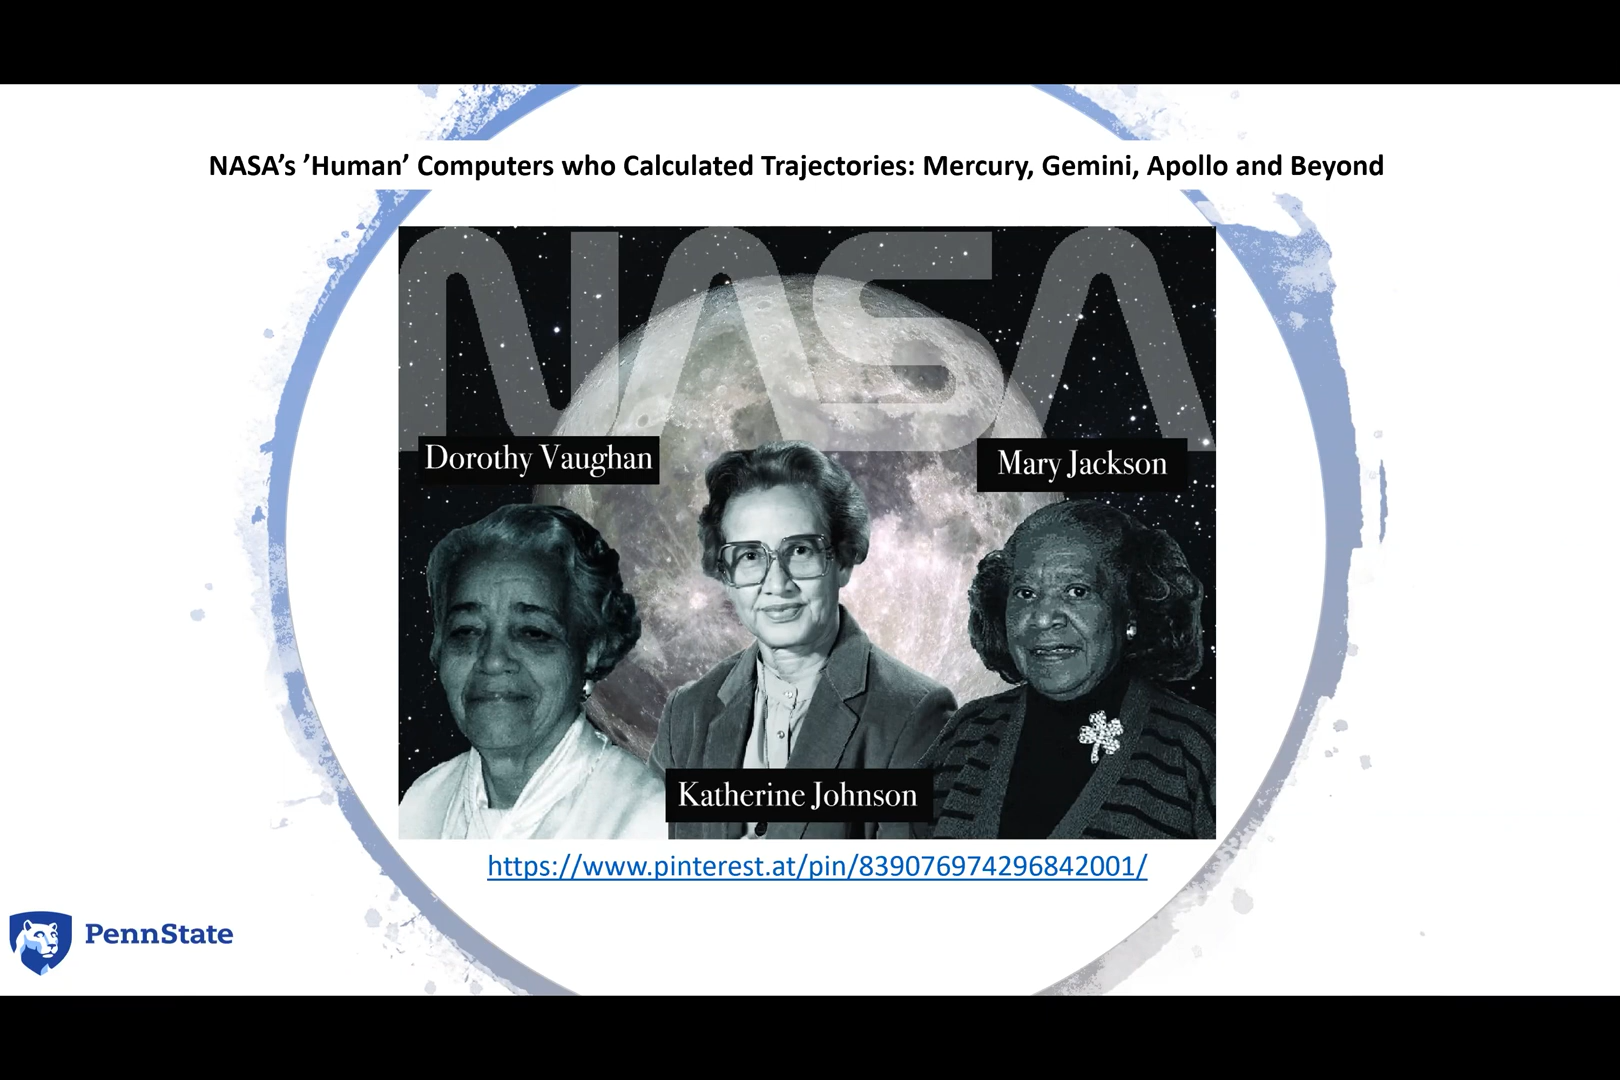 NASA’s ’Human’ Computers who Calculated Trajectories: Mercury, Gemini, Apollo and Beyond
NASA
Dorothy Vaughan
Mary Jackson
Katherine Johnson
https://www.pinterest.at/pin/839076974296842001/
PennState